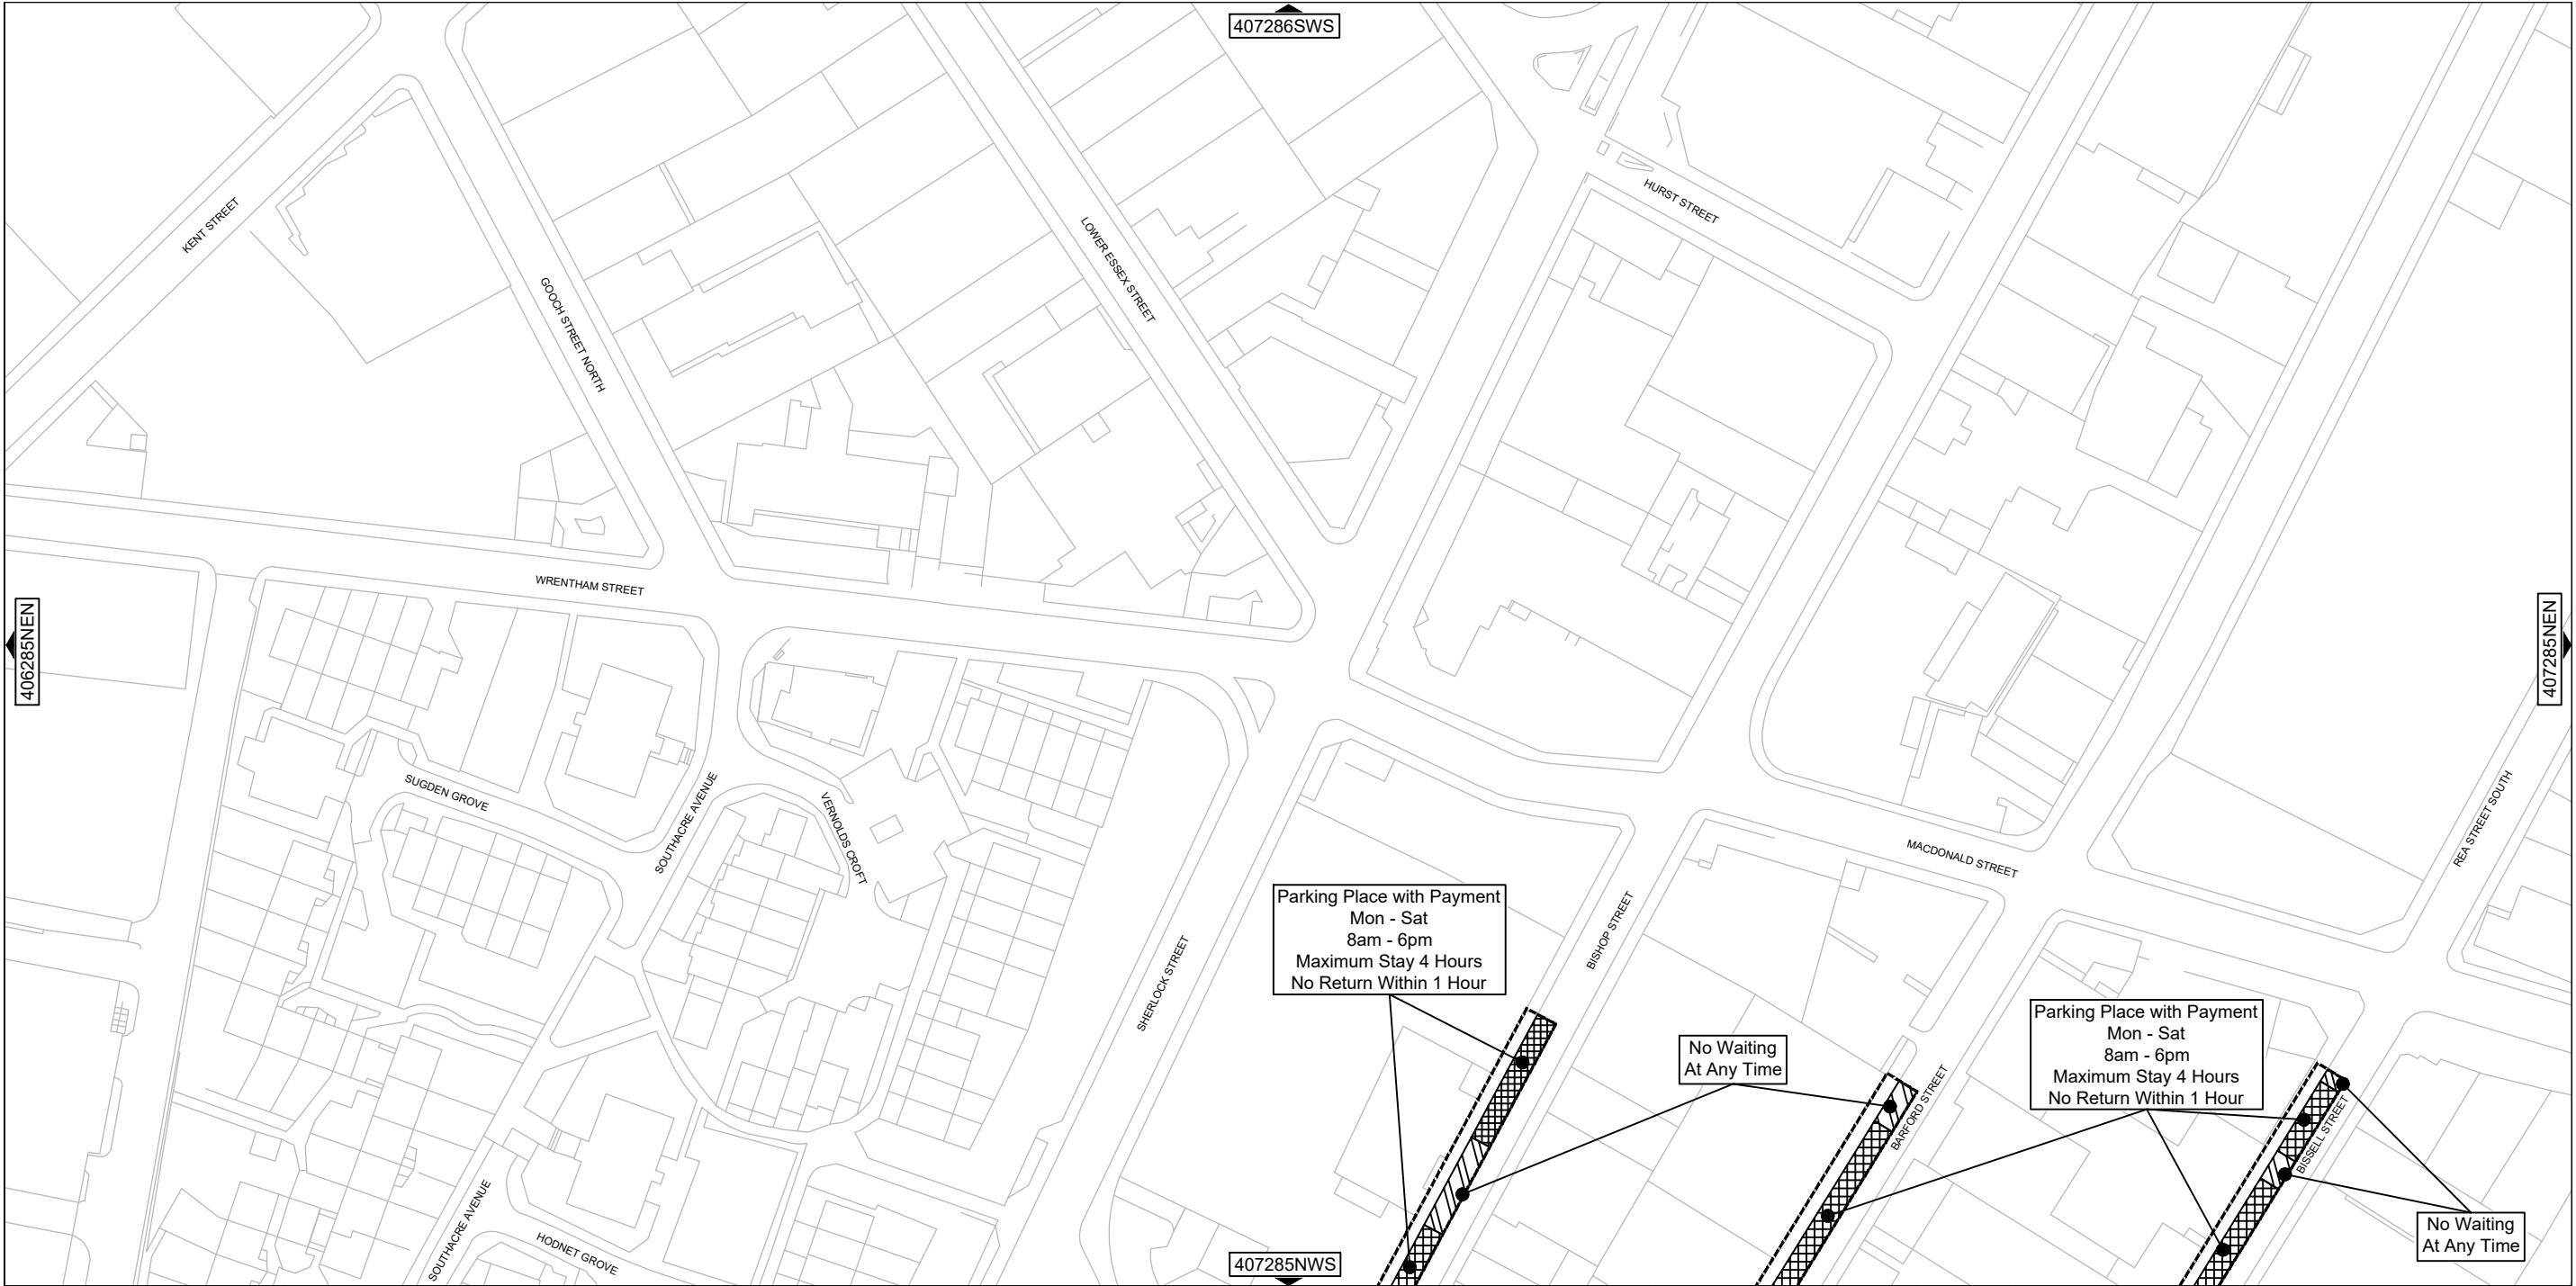 407286SWS
KENT STREET
HURST STREET
LOWER ESSEX STREET
GOOCH STREET NORTH
WRENTHAM STREET
406285NEN
407285NEN
SUGDEN GROVE
SOUTHACRE AVENUE
VERNOLDS CROFT
MACDONALD STREET
REA STREET SOUTH
Parking Place with Payment
Mon - Sat
8am - 6pm
Maximum Stay 4 Hours
No Return Within 1 Hour
BISHOP STREET
SHERLOCK STREET
No Waiting
At Any Time
Parking Place with Payment
Mon - Sat
8am - 6pm
Maximum Stay 4 Hours
No Return Within 1 Hour
BARFORD STREET
BISSELL STREET
SOUTHACRE AVENUE
HODNET GROVE
407285NWS
No Waiting
At Any Time